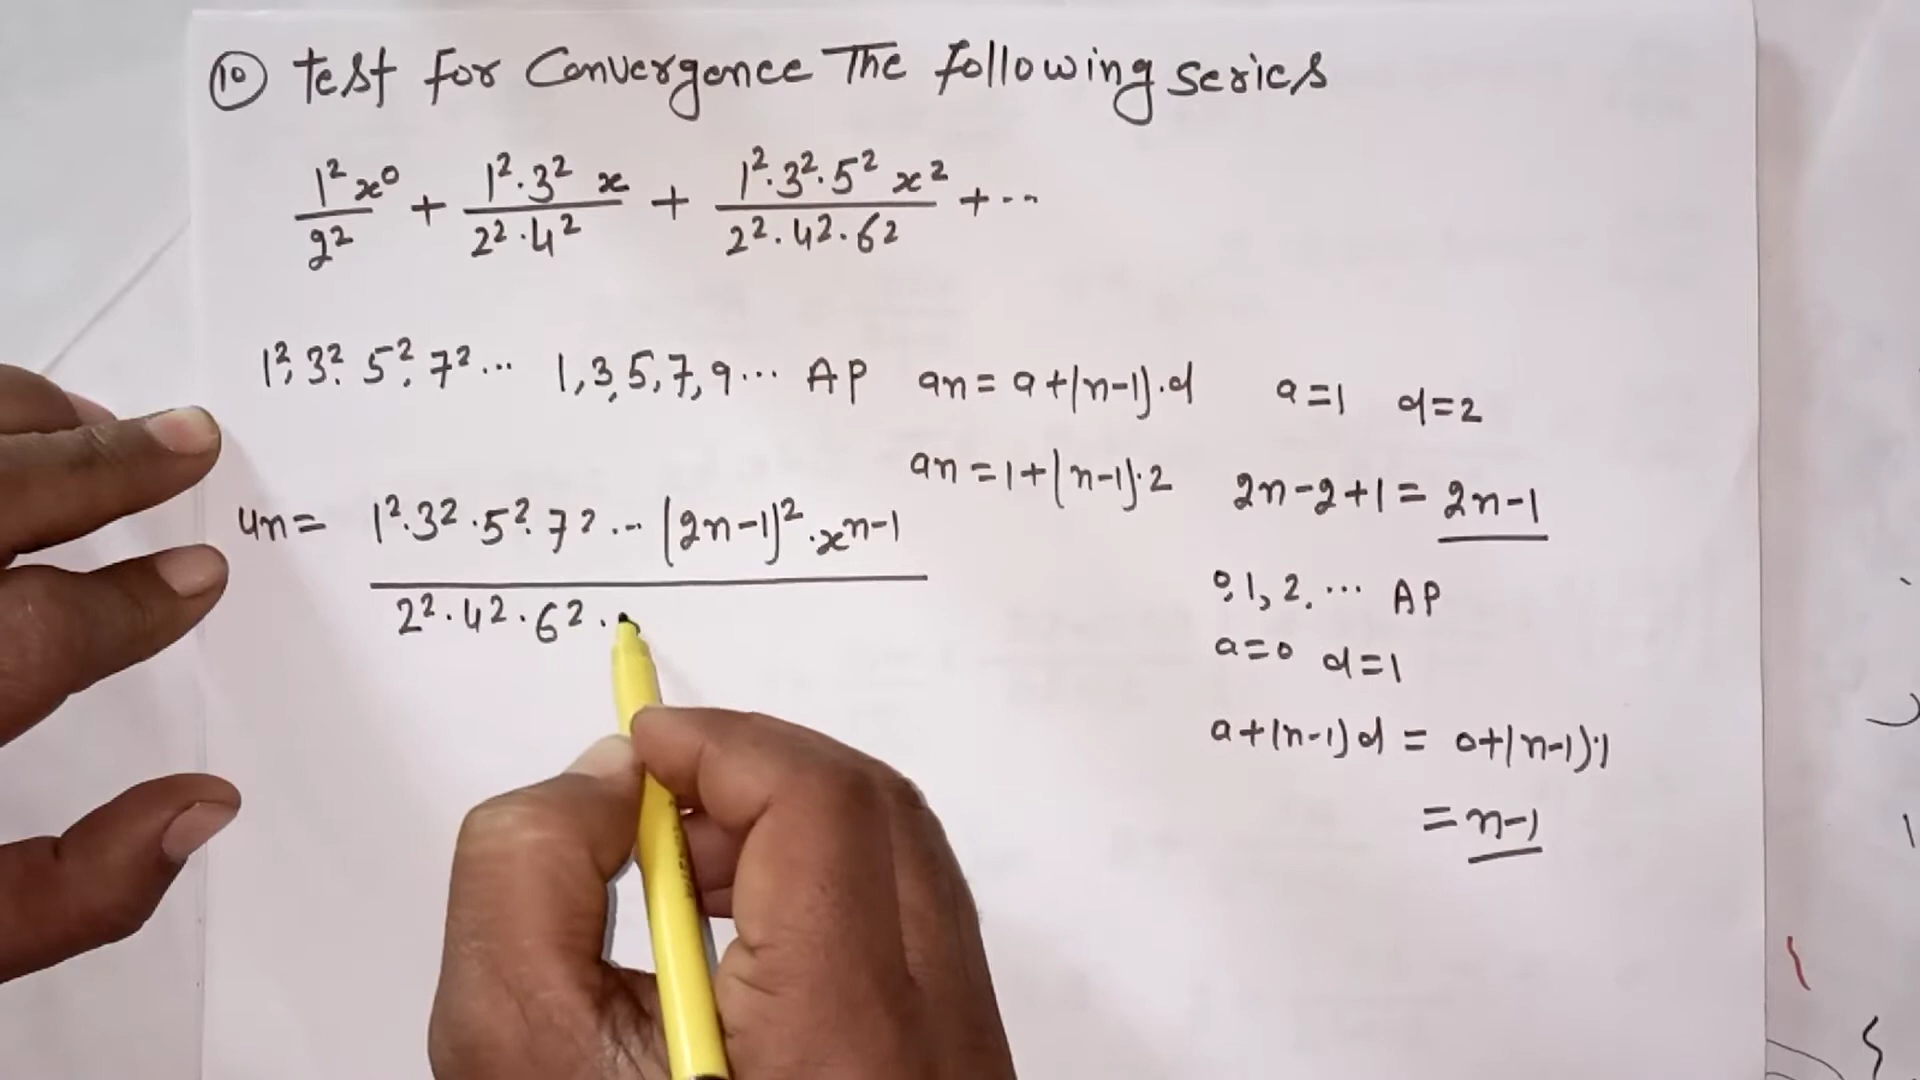 ⑩ Test For Convergence The Following series
1² x⁰ / 2² + 1².3² x / 2².4² + 1².3².5² x² / 2².4².6² + ...
1², 3², 5², 7² ... 1, 3, 5, 7, 9 ... AP an = a+(n-1).d a=1 d=2
an = 1+(n-1).2 2n-2+1 = 2n-1
un = 1².3².5².7² ... (2n-1)² . xⁿ⁻¹ / 2².4².6² .
0, 1, 2, ... AP
a=0 d=1
a+(n-1)d = 0+(n-1).1
= n-1